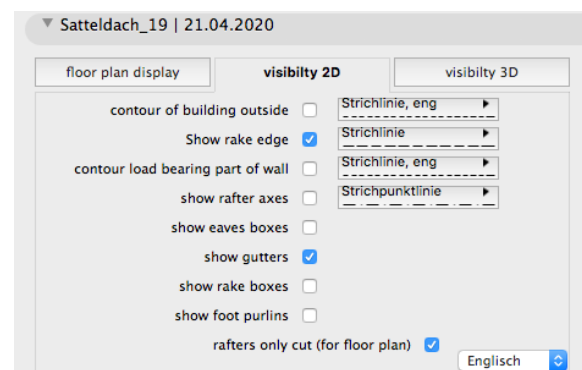 Satteldach_19 | 21.04.2020
floor plan display visibilty 2D visibilty 3D
contour of building outside Strichlinie, eng
Show rake edge Strichlinie
contour load bearing part of wall Strichlinie, eng
show rafter axes Strichpunktlinie
show eaves boxes
show gutters
show rake boxes
show foot purlins
rafters only cut (for floor plan)
Englisch